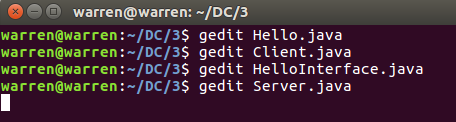 warren@warren: ~/DC/3
warren@warren:~/DC/3$ gedit Hello.java
warren@warren:~/DC/3$ gedit Client.java
warren@warren:~/DC/3$ gedit HelloInterface.java
warren@warren:~/DC/3$ gedit Server.java